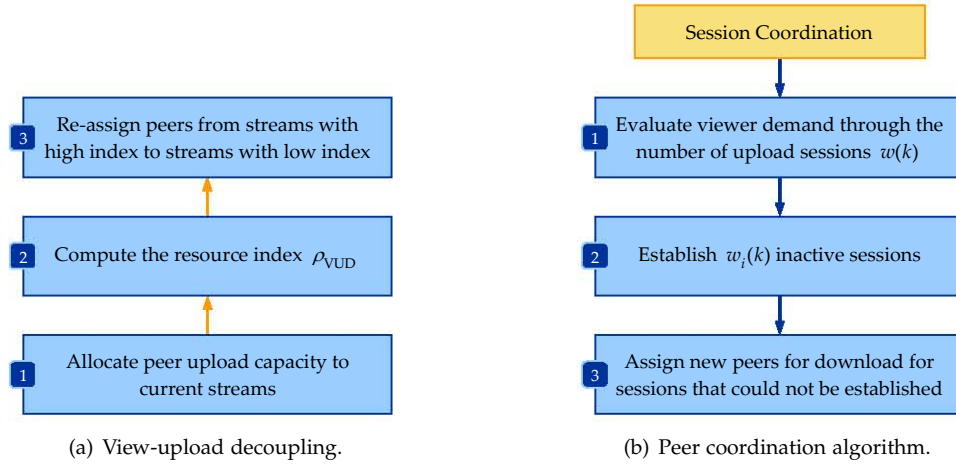 3
Re-assign peers from streams with
high index to streams with low index
2
Compute the resource index ρVUD
1
Allocate peer upload capacity to
current streams
(a) View-upload decoupling.
Session Coordination
1
Evaluate viewer demand through the
number of upload sessions w(k)
2
Establish wi(k) inactive sessions
3
Assign new peers for download for
sessions that could not be established
(b) Peer coordination algorithm.